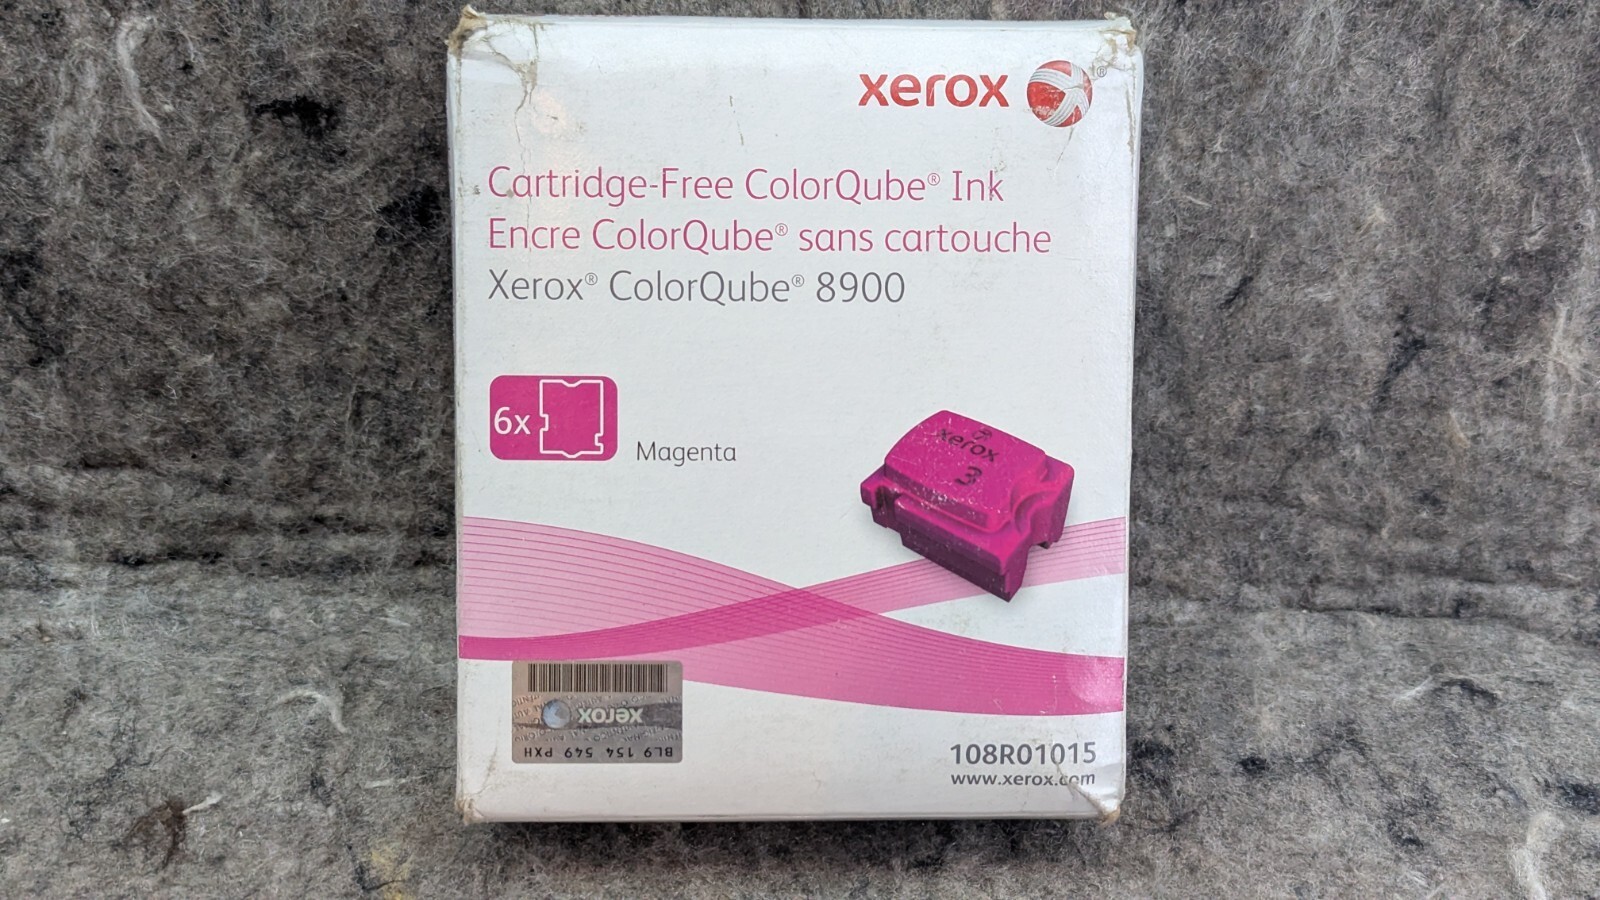 xerox ®
Cartridge-Free ColorQube® Ink
Encre ColorQube® sans cartouche
Xerox® ColorQube® 8900
6x
Magenta
xerox
3
xerox
BL9 154 549 PXH
108R01015
www.xerox.com